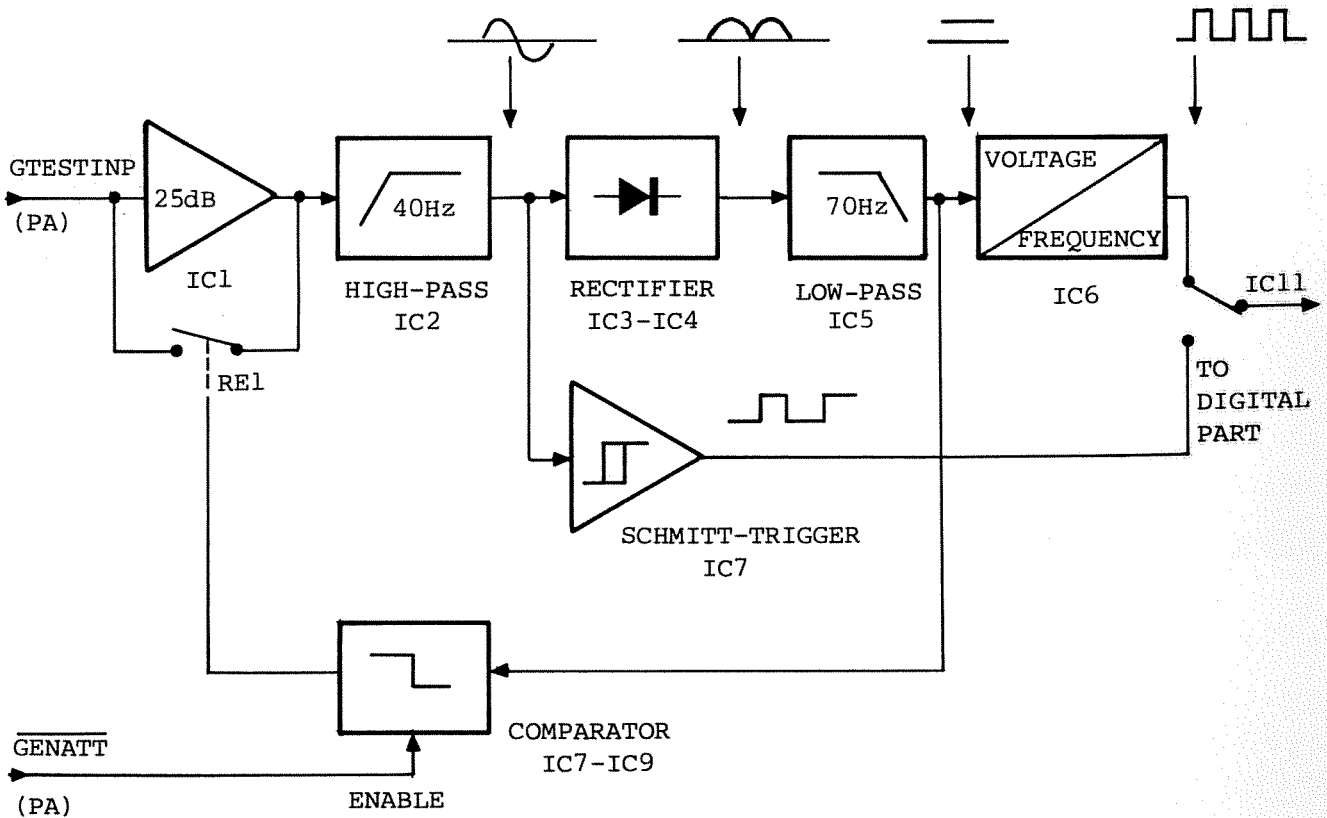 GTESTINP
(PA)
25dB
IC1
RE1
40Hz
HIGH-PASS
IC2
RECTIFIER
IC3-IC4
70Hz
LOW-PASS
IC5
VOLTAGE
FREQUENCY
IC6
IC11
TO
DIGITAL
PART
SCHMITT-TRIGGER
IC7
COMPARATOR
IC7-IC9
GENATT
(PA)
ENABLE